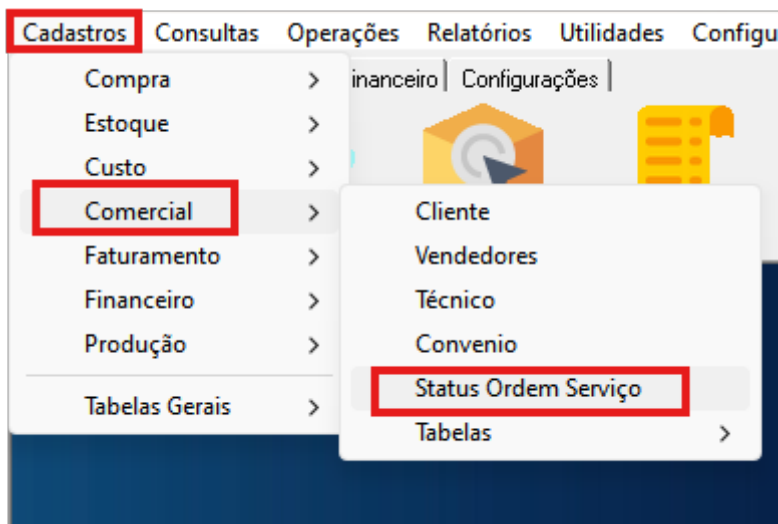 Cadastros Consultas Operações Relatórios Utilidades Configu
inanceiro Configurações
Compra
Estoque
Custo
Comercial
Faturamento
Financeiro
Produção
Tabelas Gerais
Cliente
Vendedores
Técnico
Convenio
Status Ordem Serviço
Tabelas